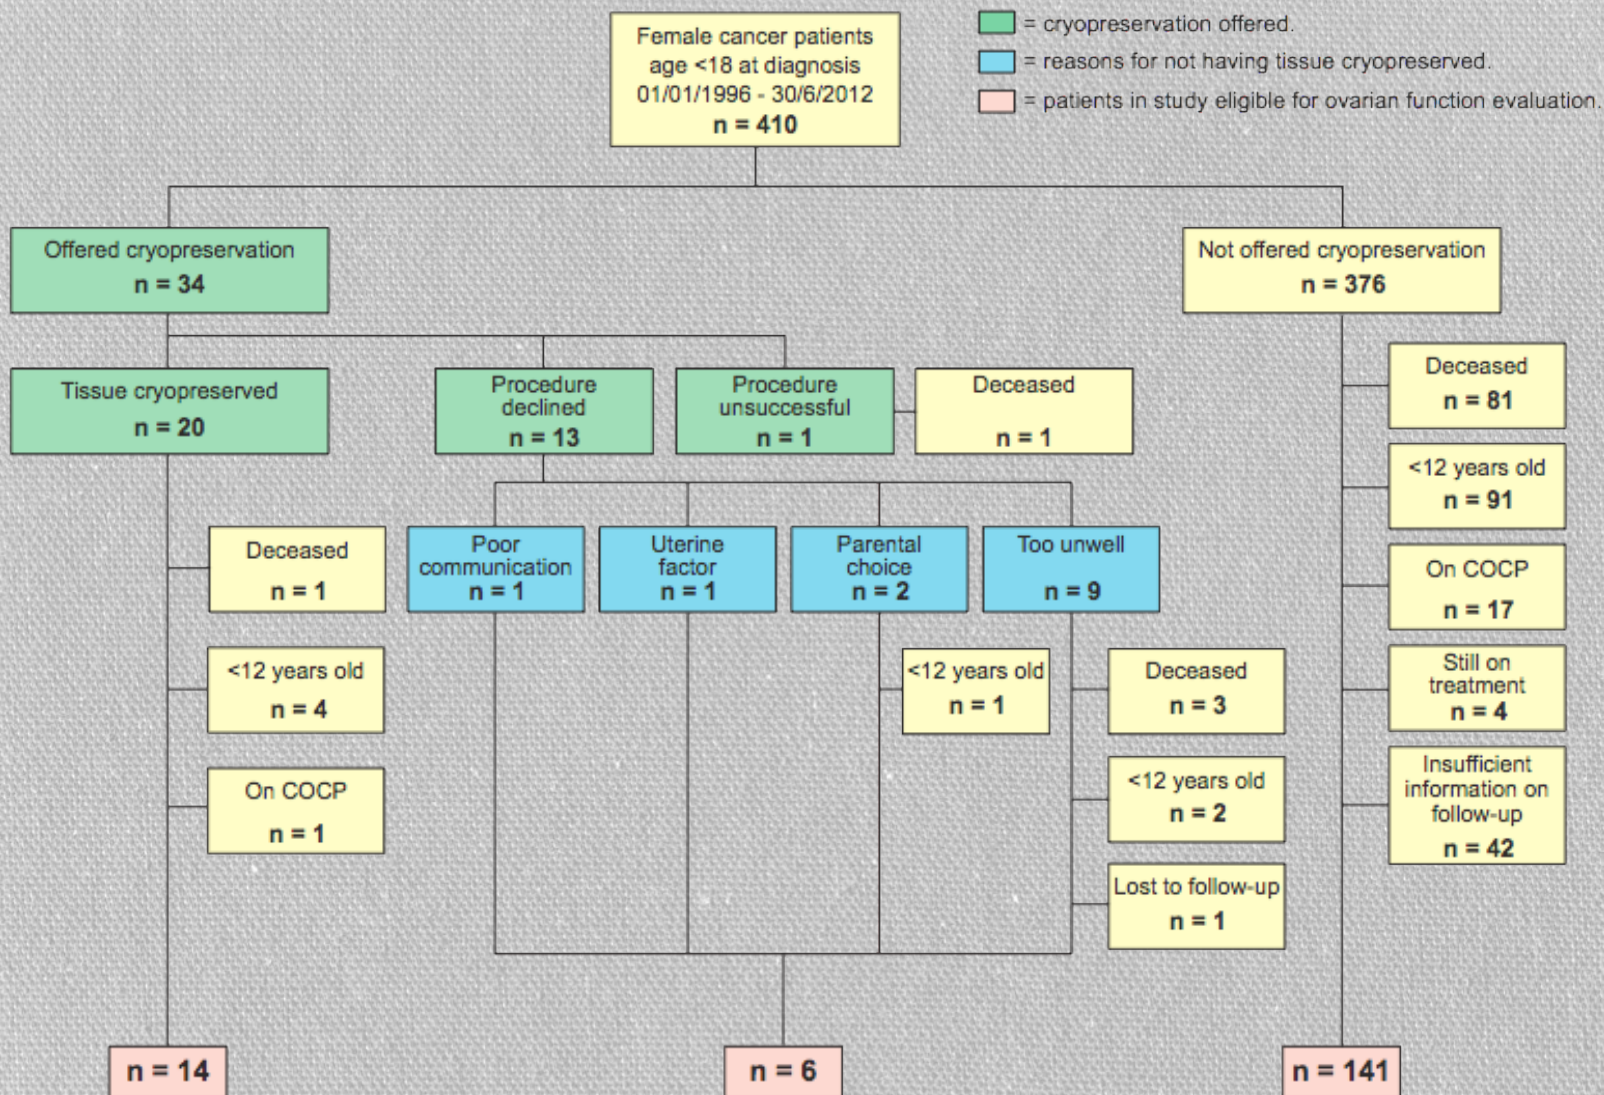 Female cancer patients
age <18 at diagnosis
01/01/1996 - 30/6/2012
n = 410
= cryopreservation offered.
= reasons for not having tissue cryopreserved.
= patients in study eligible for ovarian function evaluation.
Offered cryopreservation
n = 34
Not offered cryopreservation
n = 376
Tissue cryopreserved
n = 20
Procedure
declined
n = 13
Procedure
unsuccessful
n = 1
Deceased
n = 1
Deceased
n = 1
<12 years old
n = 4
On COCP
n = 1
Poor
communication
n = 1
Uterine
factor
n = 1
Parental
choice
n = 2
Too unwell
n = 9
<12 years old
n = 1
Deceased
n = 3
<12 years old
n = 2
Lost to follow-up
n = 1
Deceased
n = 81
<12 years old
n = 91
On COCP
n = 17
Still on
treatment
n = 4
Insufficient
information on
follow-up
n = 42
n = 14
n = 6
n = 141